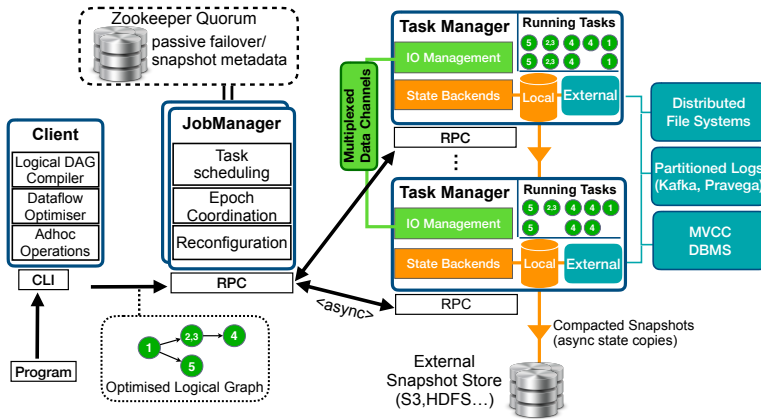 Zookeeper Quorum
passive failover/
snapshot metadata
Client
Logical DAG
Compiler
Dataflow
Optimiser
Adhoc
Operations
CLI
Program
JobManager
Task
scheduling
Epoch
Coordination
Reconfiguration
RPC
<async>
1
2,3
4
5
Optimised Logical Graph
Multiplexed
Data Channels
Task Manager
Running Tasks
5 2,3 4 4 1
5 2,3 4 1
IO Management
State Backends
Local
External
RPC
⋮
Task Manager
Running Tasks
5 2,3 4 4 1
5 4 4
IO Management
State Backends
Local
External
RPC
Distributed
File Systems
Partitioned Logs
(Kafka, Pravega)
MVCC
DBMS
Compacted Snapshots
(async state copies)
External
Snapshot Store
(S3,HDFS…)